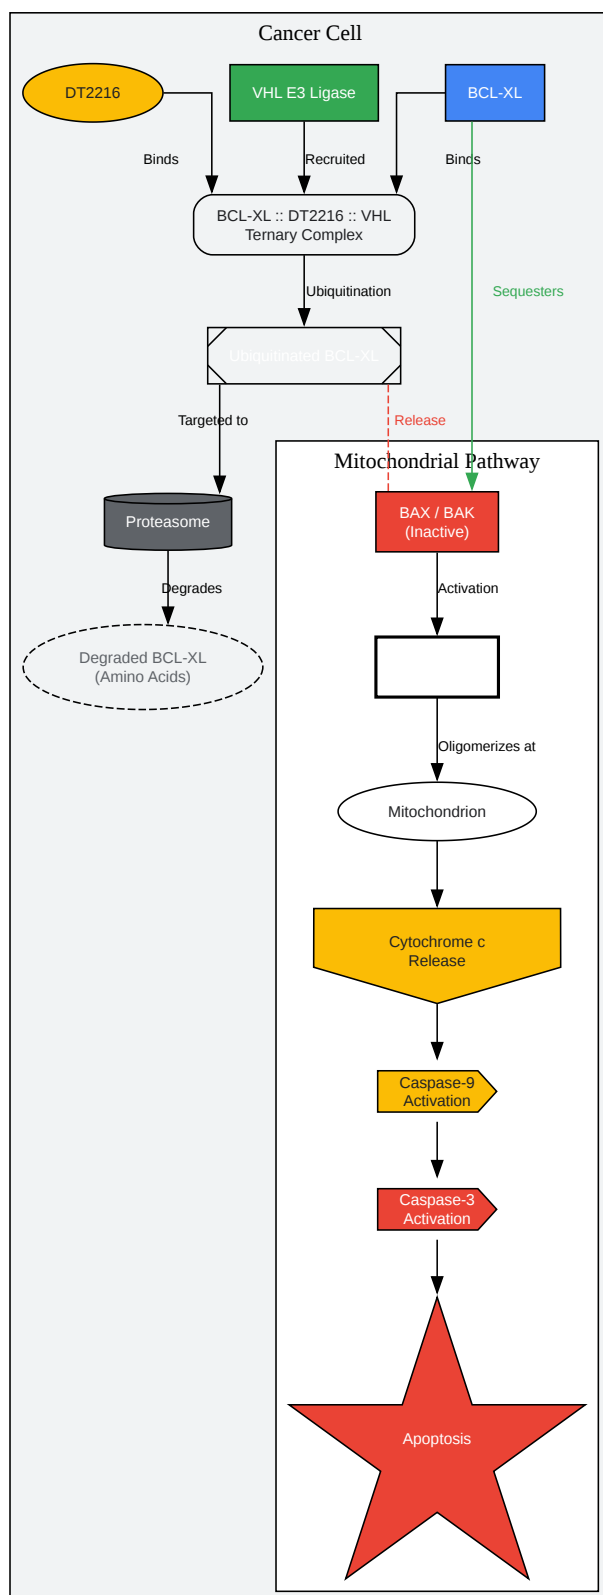 Cancer Cell
DT2216
VHL E3 Ligase
BCL-XL
Binds
Recruited
Binds
BCL-XL :: DT2216 :: VHL
Ternary Complex
Ubiquitination
Sequesters
Ubiquitinated BCL-XL
Targeted to
Release
Mitochondrial Pathway
Proteasome
BAX / BAK
(Inactive)
Degrades
Activation
Degraded BCL-XL
(Amino Acids)
Oligomerizes at
Mitochondrion
Cytochrome c
Release
Caspase-9
Activation
Caspase-3
Activation
Apoptosis